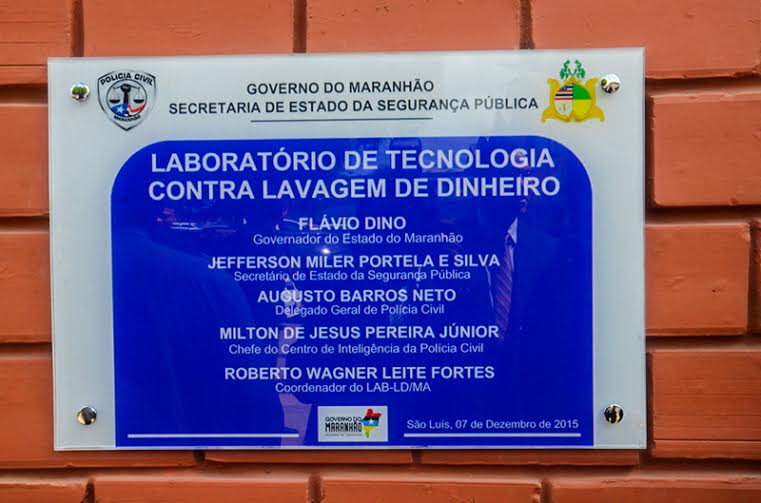 POLÍCIA CIVIL
MARANHÃO
GOVERNO DO MARANHÃO
SECRETARIA DE ESTADO DA SEGURANÇA PÚBLICA
LABORATÓRIO DE TECNOLOGIA
CONTRA LAVAGEM DE DINHEIRO
FLÁVIO DINO
Governador do Estado do Maranhão
JEFFERSON MILER PORTELA E SILVA
Secretário de Estado da Segurança Pública
AUGUSTO BARROS NETO
Delegado Geral de Polícia Civil
MILTON DE JESUS PEREIRA JÚNIOR
Chefe do Centro de Inteligência da Polícia Civil
ROBERTO WAGNER LEITE FORTES
Coordenador do LAB-LD/MA
GOVERNO DO
MARANHÃO
São Luís, 07 de Dezembro de 2015